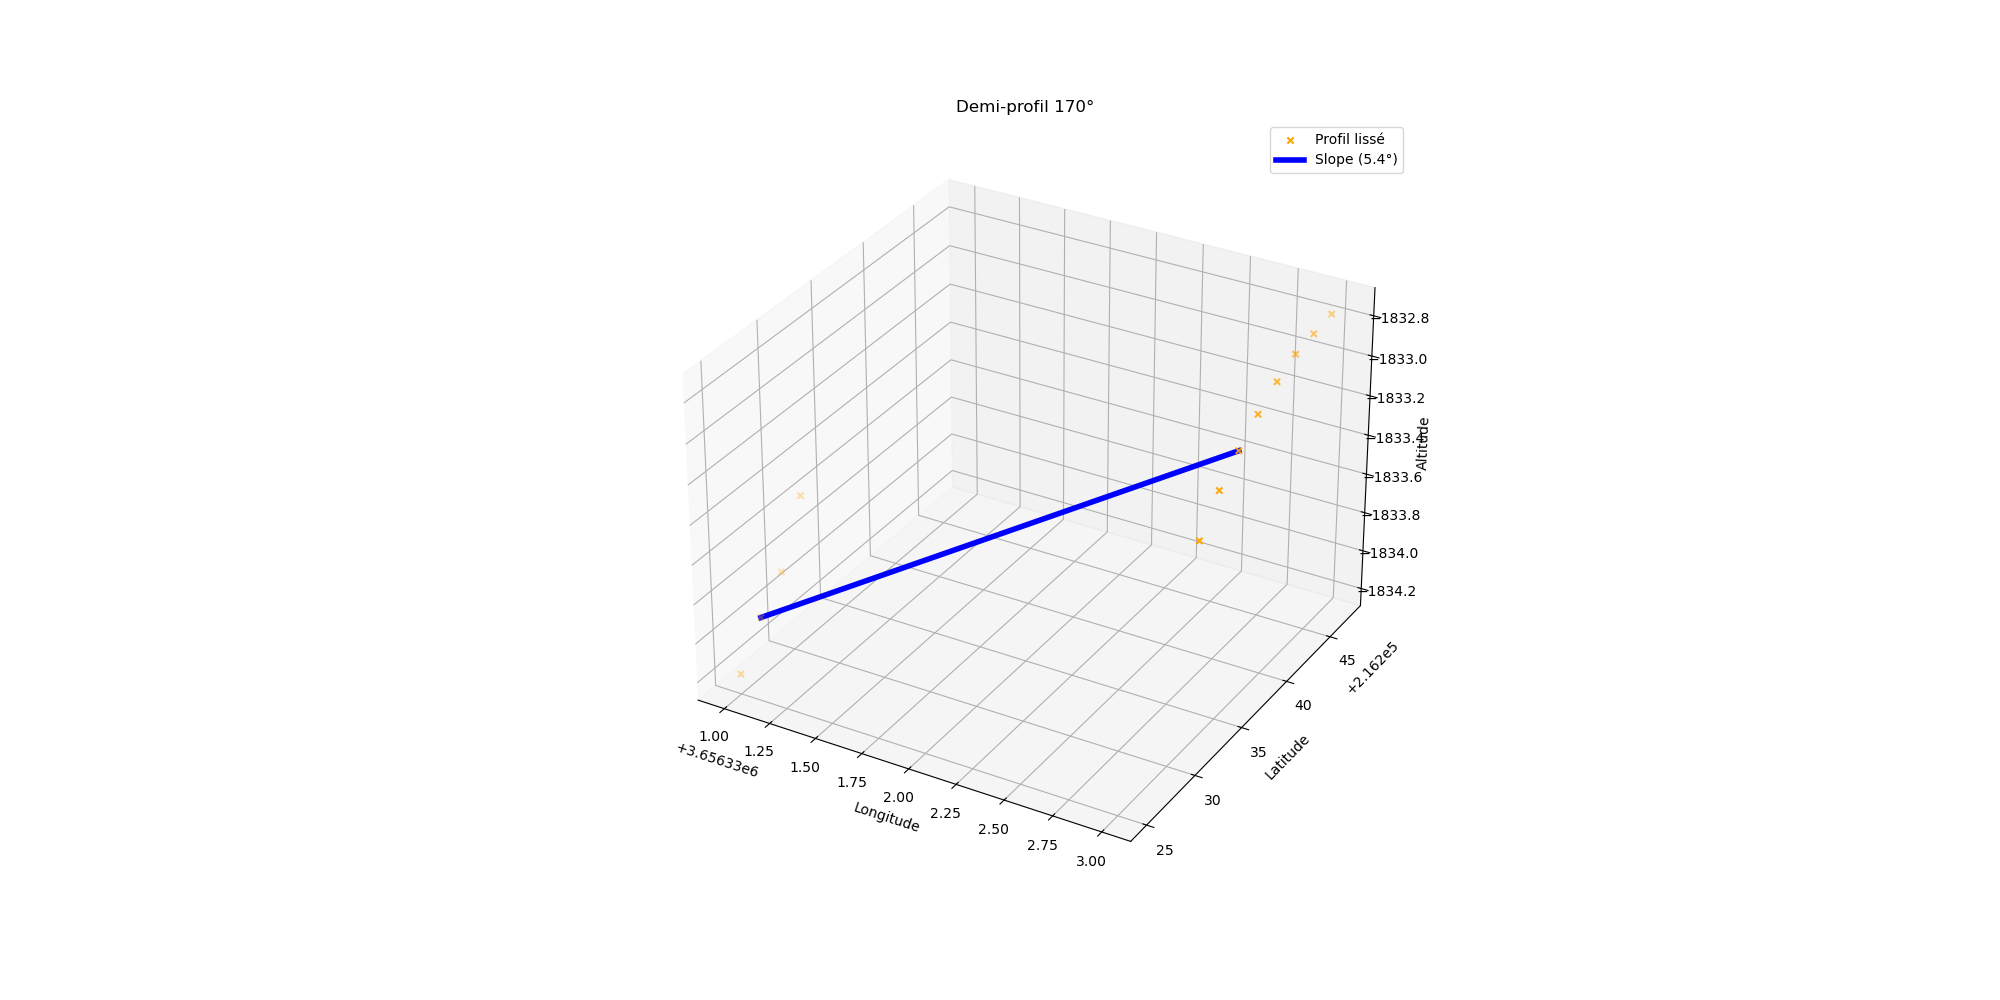 Demi-profil 170°
Profil lissé
Slope (5.4°)
−1832.8
−1833.0
−1833.2
−1833.4
Altitude
−1833.6
−1833.8
−1834.0
−1834.2
45
+2.162e5
40
35
Latitude
30
25
1.00
+3.65633e6
1.25
1.50
1.75
2.00
Longitude
2.25
2.50
2.75
3.00